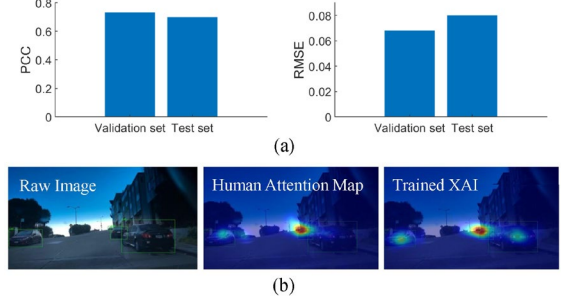 0.8
0.6
0.4
0.2
0
PCC
Validation set Test set
0.08
0.06
0.04
0.02
0
RMSE
Validation set Test set
(a)
Raw Image
Human Attention Map
Trained XAI
(b)